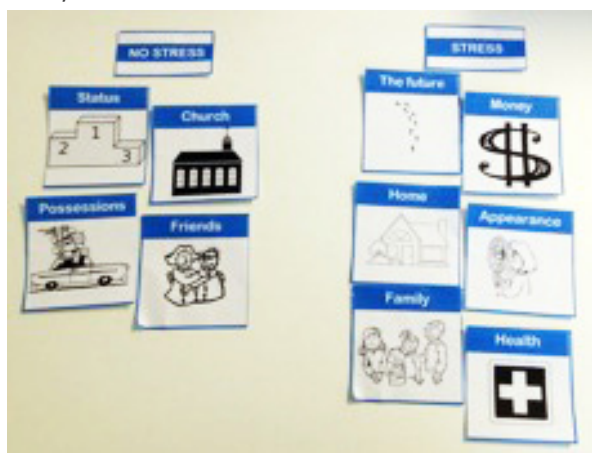 NO STRESS
STRESS
Status
1
2
3
Church
Possessions
Friends
The future
Money
$
Home
Appearance
Family
Health